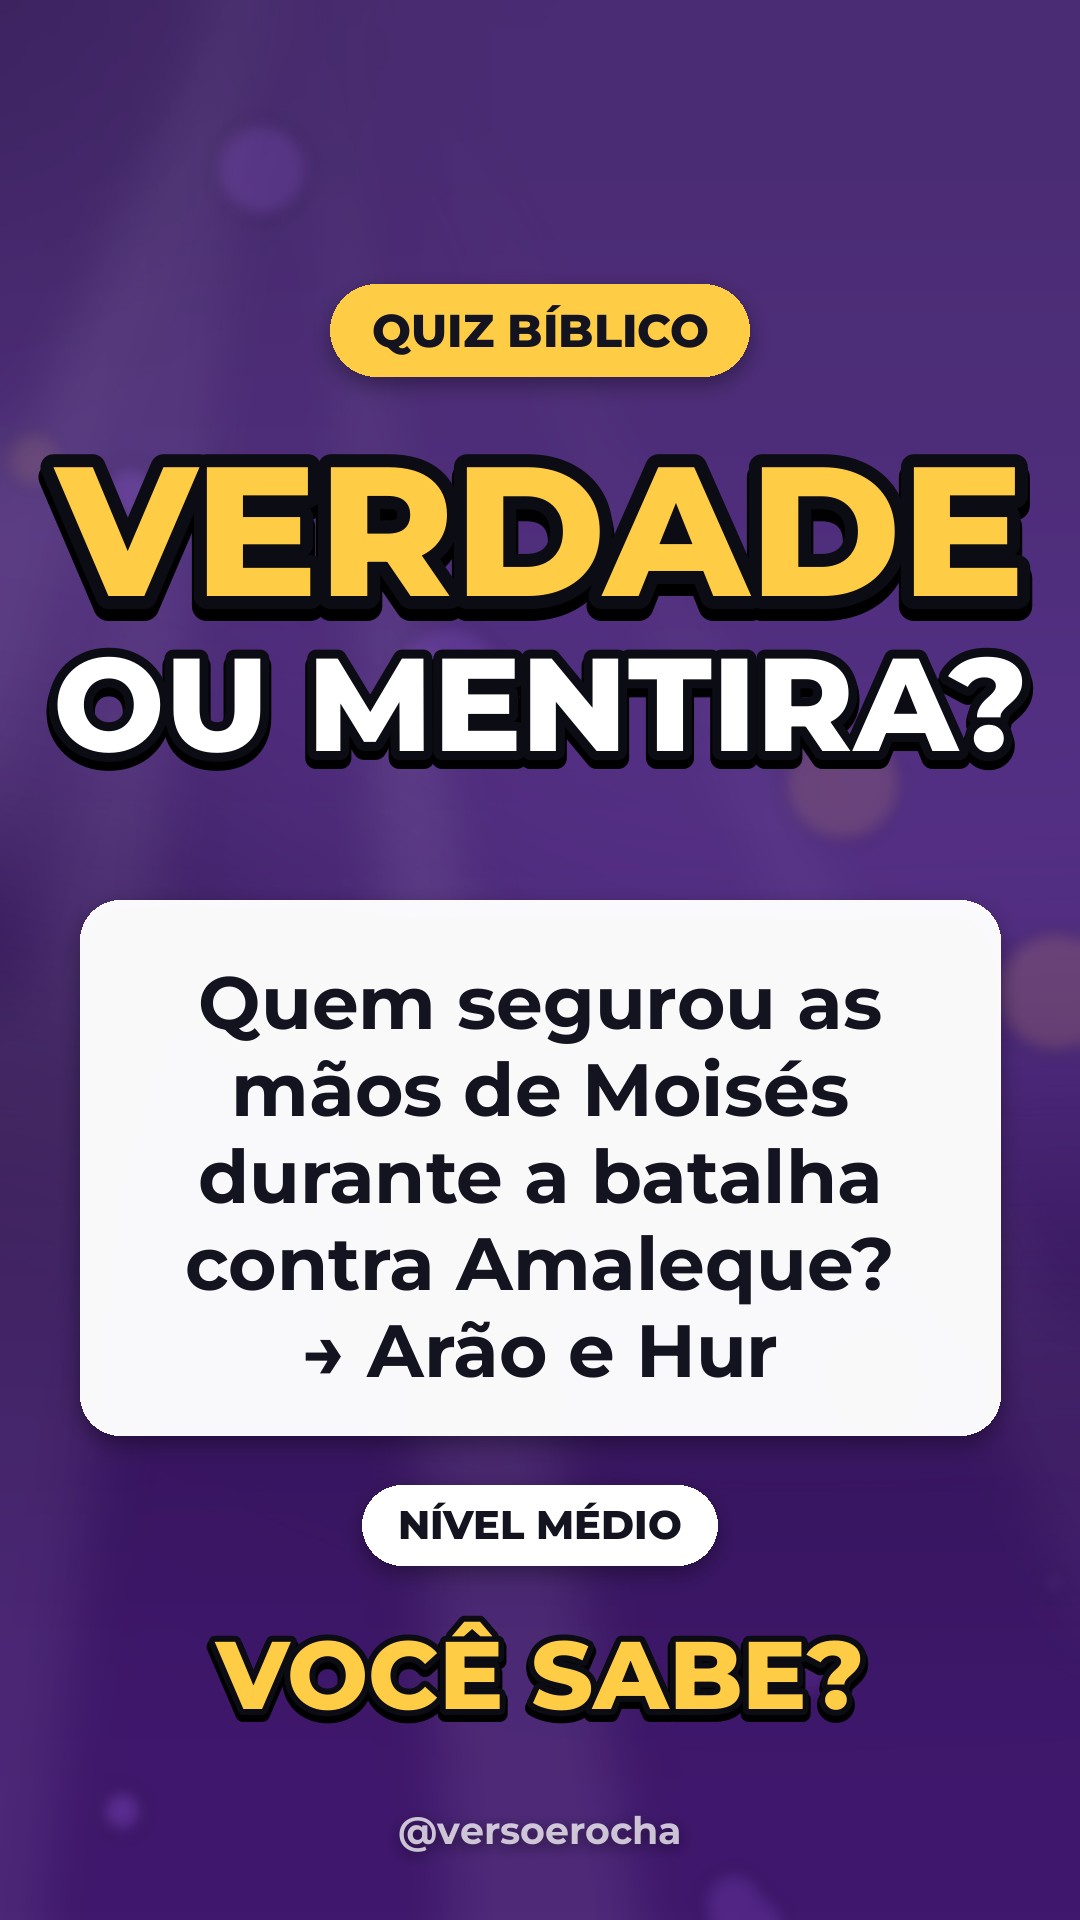 QUIZ BÍBLICO
VERDADE
OU MENTIRA?
Quem segurou as
mãos de Moisés
durante a batalha
contra Amaleque?
→ Arão e Hur
NÍVEL MÉDIO
VOCÊ SABE?
@versoerocha